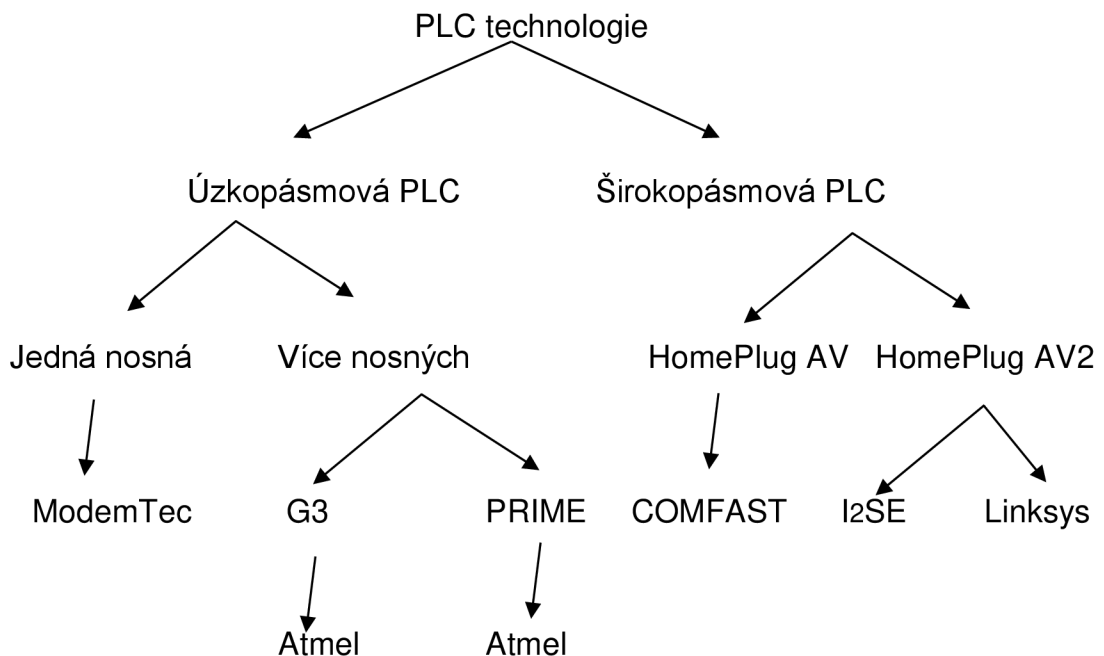 PLC technologie
Úzkopásmová PLC
Širokopásmová PLC
Jedná nosná
Více nosných
HomePlug AV
HomePlug AV2
ModemTec
G3
PRIME
COMFAST
I2SE
Linksys
Atmel
Atmel